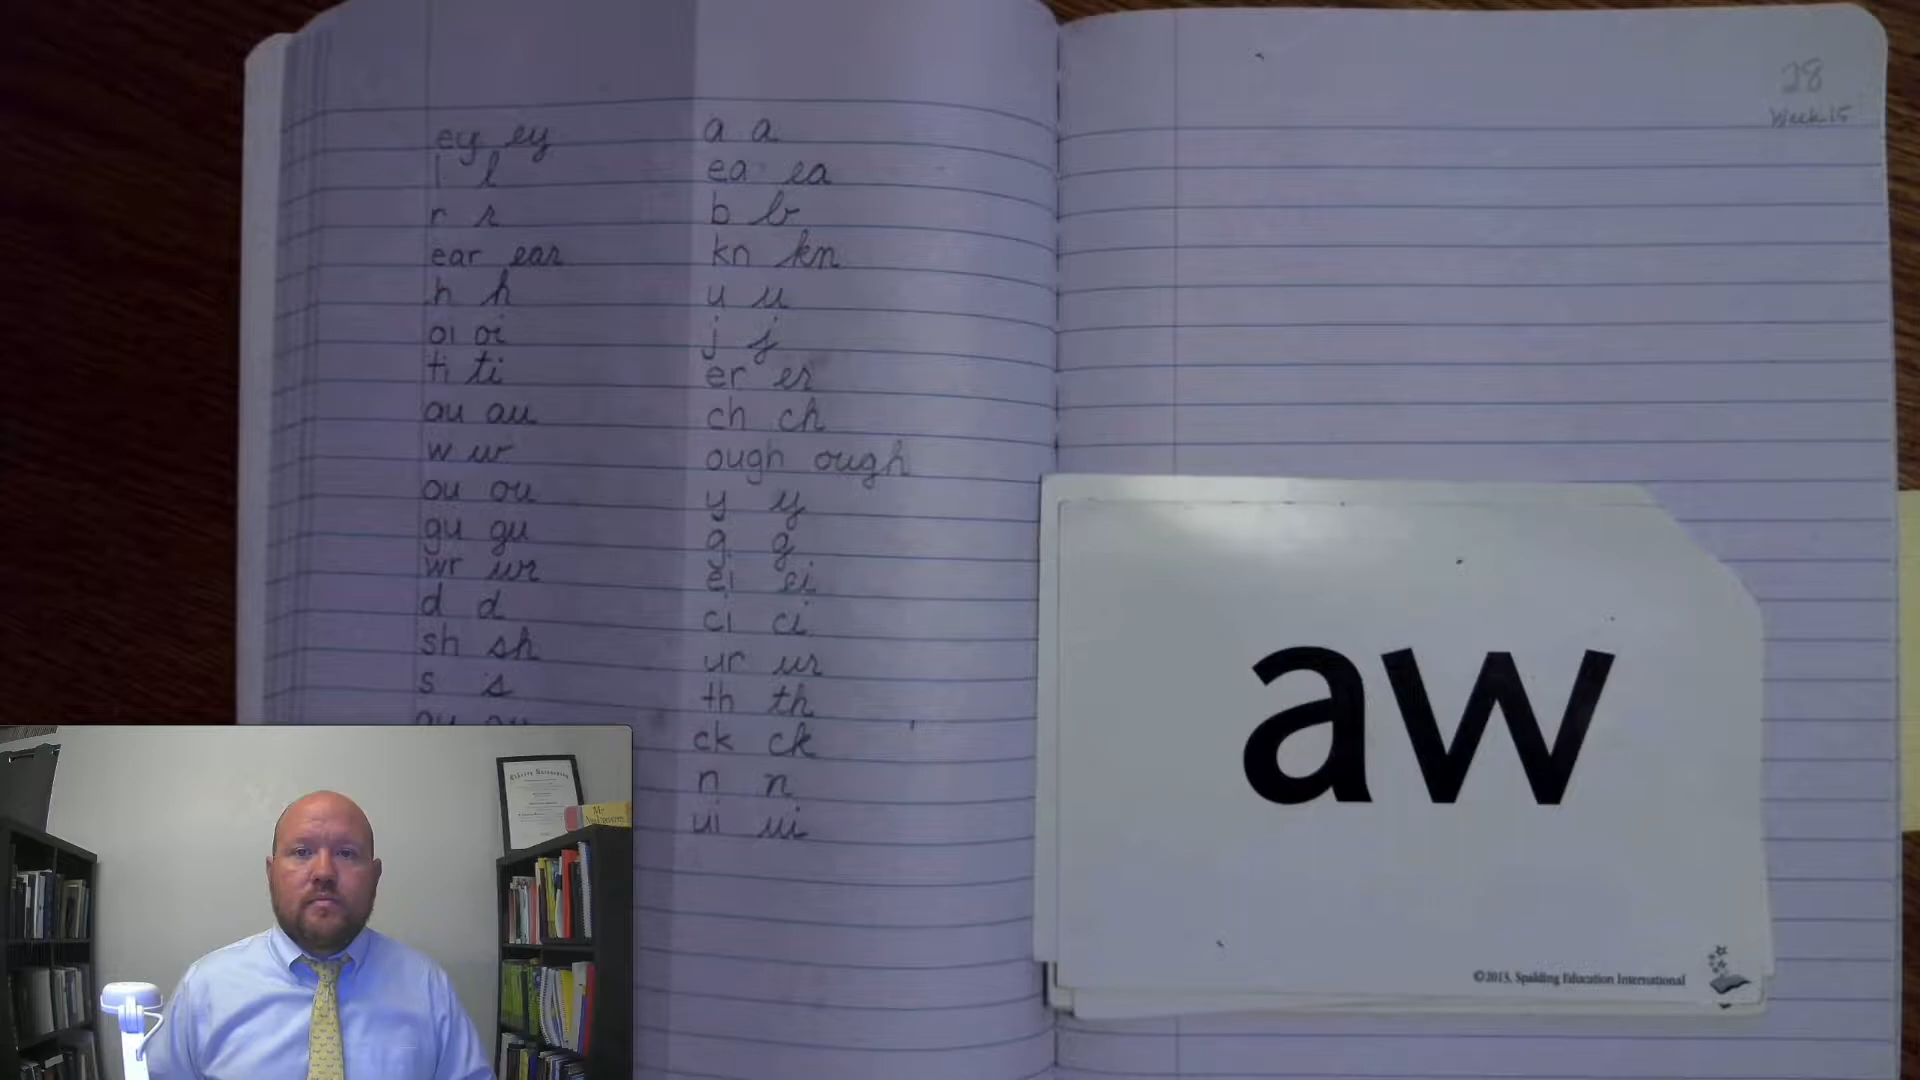 ey ey
l l
r r
ear ear
h h
oi oi
ti ti
au au
w w
ou ou
gu gu
wr wr
d d
sh sh
s s
a a
ea ea
b b
kn kn
u u
j j
er er
ch ch
ough ough
y y
g g
ei ei
ci ci
ur ur
th th
ck ck
n n
ui ui
28
Week 15
aw
©2013, Spalding Education International